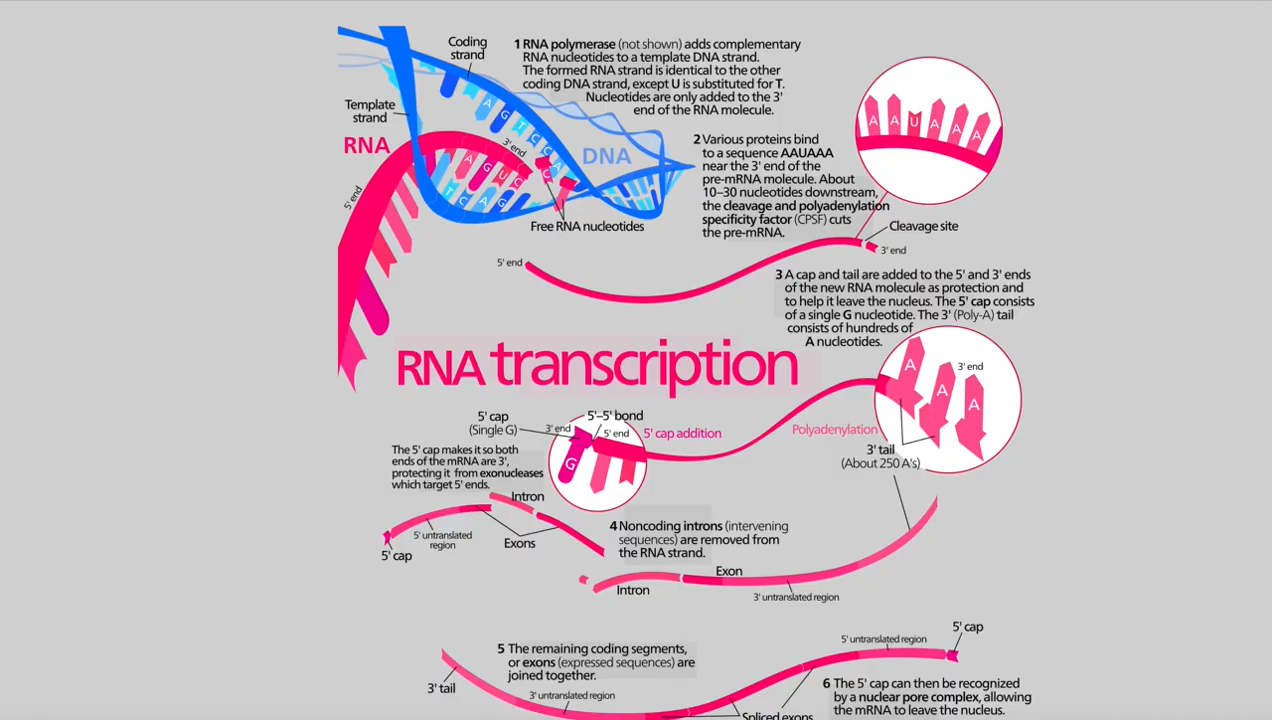 Coding
strand
1 RNA polymerase (not shown) adds complementary
RNA nucleotides to a template DNA strand.
The formed RNA strand is identical to the other
coding DNA strand, except U is substituted for T.
Nucleotides are only added to the 3'
end of the RNA molecule.
Template
strand
RNA
5' end
3' end
DNA
A
G
T
C
C
A
G
U
C
C
C
T
C
A
G
Free RNA nucleotides
2 Various proteins bind
to a sequence AAUAAA
near the 3' end of the
pre-mRNA molecule. About
10–30 nucleotides downstream,
the cleavage and polyadenylation
specificity factor (CPSF) cuts
the pre-mRNA.
A A U A A A
Cleavage site
3' end
5' end
3 A cap and tail are added to the 5' and 3' ends
of the new RNA molecule as protection and
to help it leave the nucleus. The 5' cap consists
of a single G nucleotide. The 3' (Poly-A) tail
consists of hundreds of
A nucleotides.
RNA transcription
A
A
A
3' end
5' cap
(Single G)
5'–5' bond
3' end
5' end
G
5' cap addition
Polyadenylation
3' tail
(About 250 A's)
The 5' cap makes it so both
ends of the mRNA are 3',
protecting it from exonucleases
which target 5' ends.
Intron
5' untranslated
region
Exons
5' cap
4 Noncoding introns (intervening
sequences) are removed from
the RNA strand.
Exon
Intron
3' untranslated region
5' cap
5' untranslated region
5 The remaining coding segments,
or exons (expressed sequences) are
joined together.
3' tail
3' untranslated region
Spliced exons
6 The 5' cap can then be recognized
by a nuclear pore complex, allowing
the mRNA to leave the nucleus.